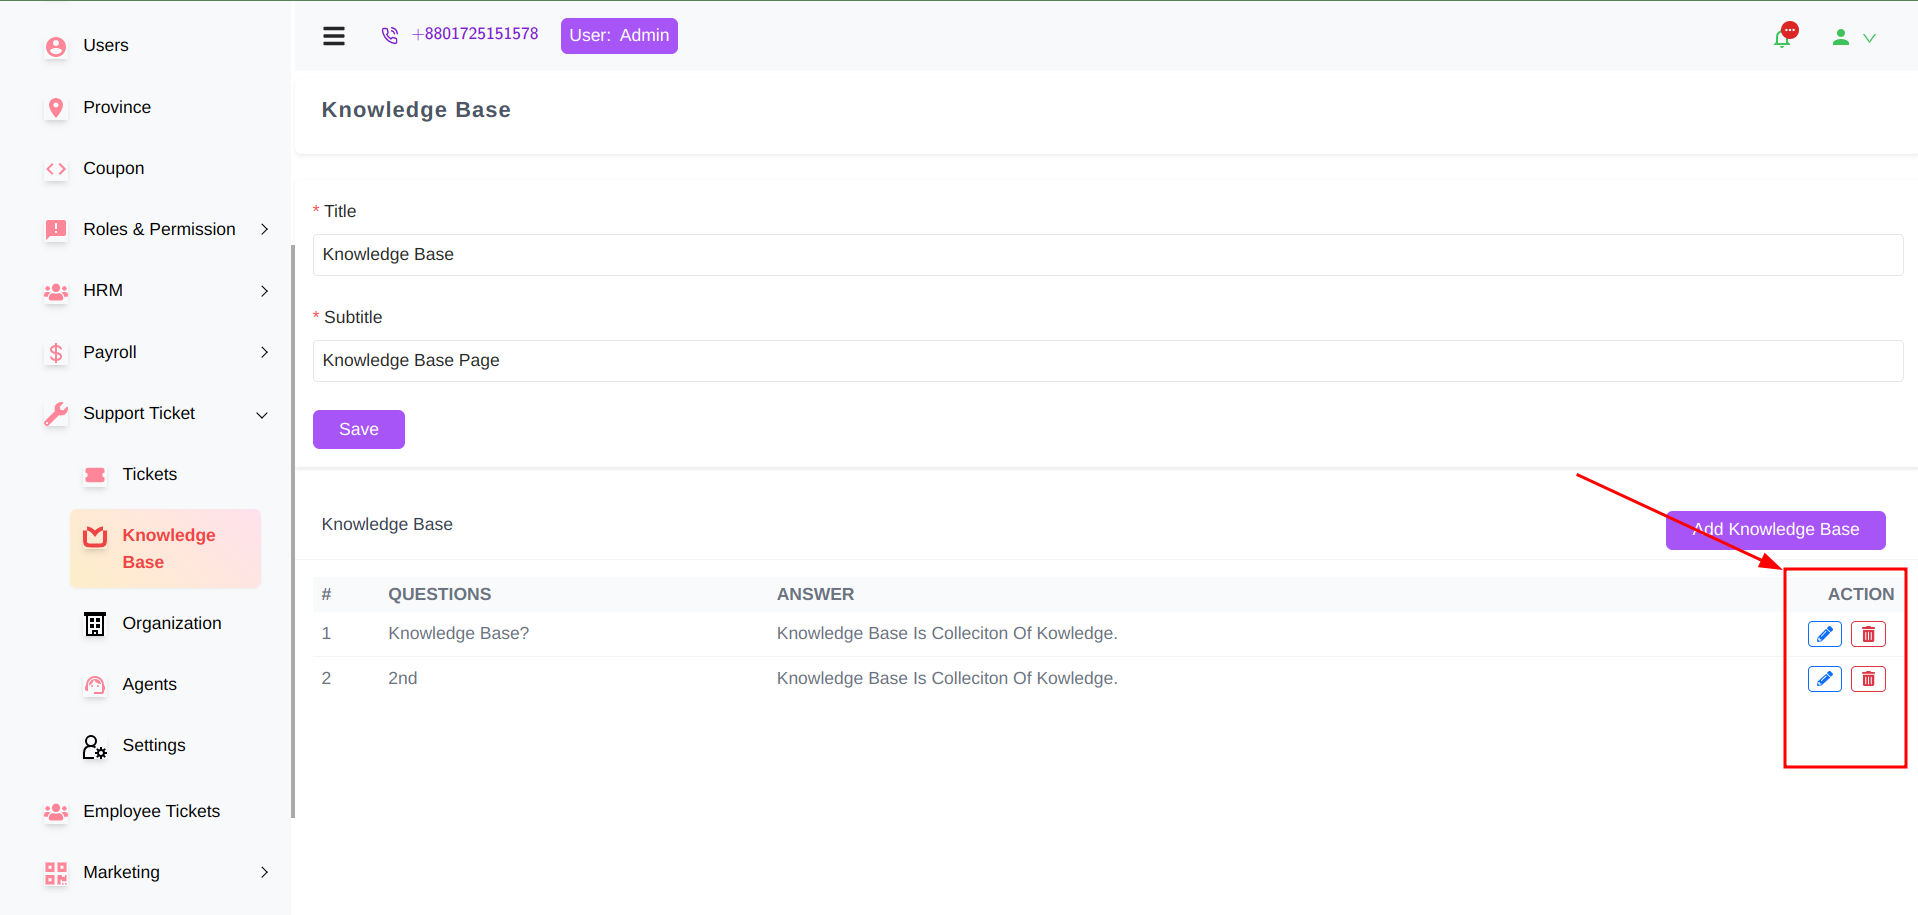 Users
Province
Coupon
Roles & Permission
HRM
Payroll
Support Ticket
Tickets
Knowledge
Base
Organization
Agents
Settings
Employee Tickets
Marketing
+8801725151578
User: Admin
Knowledge Base
* Title
Knowledge Base
* Subtitle
Knowledge Base Page
Save
Knowledge Base
Add Knowledge Base
# QUESTIONS ANSWER ACTION
1 Knowledge Base? Knowledge Base Is Colleciton Of Kowledge.
2 2nd Knowledge Base Is Colleciton Of Kowledge.